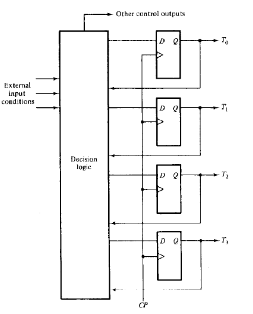 Other control outputs
D Q
T₀
External
input
conditions
D Q
T₁
Decision
logic
D Q
T₂
D Q
T₃
CP